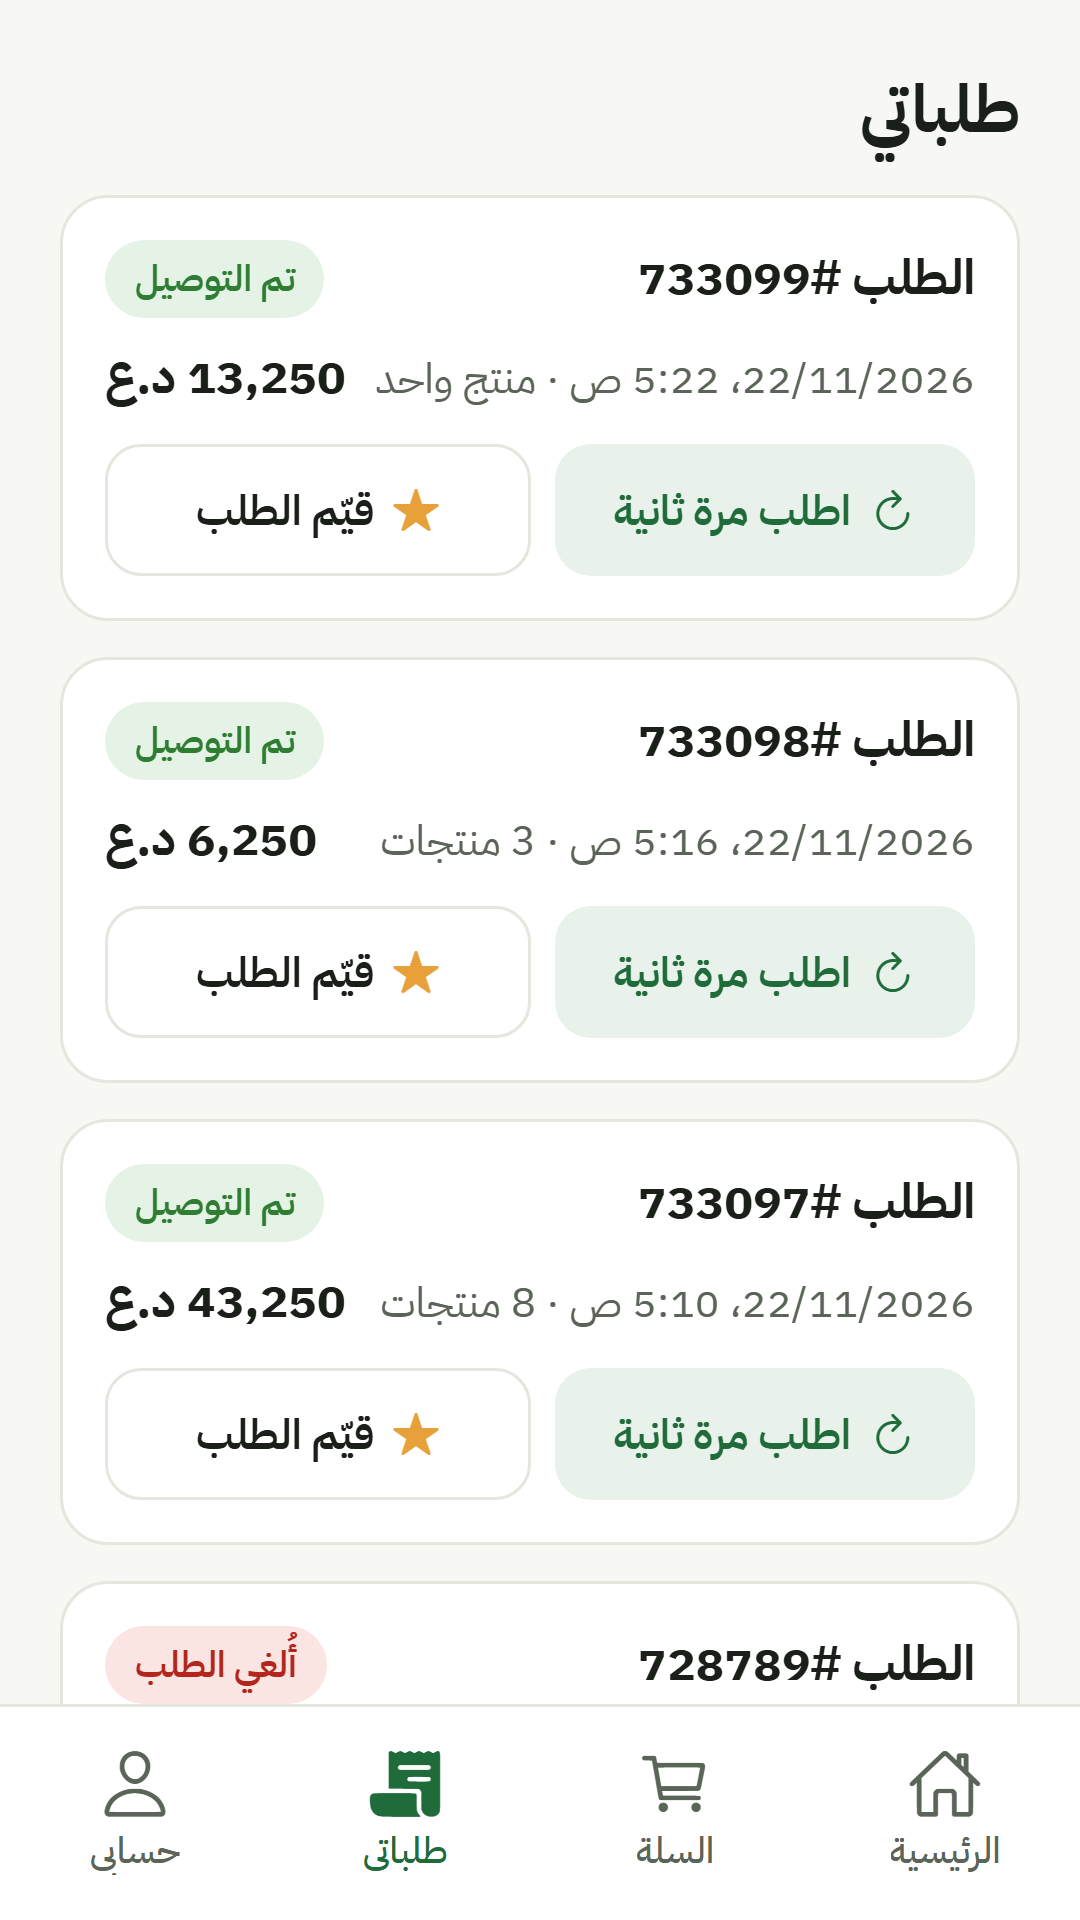 طلباتي
الطلب #733099
تم التوصيل
22/11/2026، 5:22 ص · منتج واحد
13,250 د.ع
اطلب مرة ثانية
قيّم الطلب
الطلب #733098
تم التوصيل
22/11/2026، 5:16 ص · 3 منتجات
6,250 د.ع
اطلب مرة ثانية
قيّم الطلب
الطلب #733097
تم التوصيل
22/11/2026، 5:10 ص · 8 منتجات
43,250 د.ع
اطلب مرة ثانية
قيّم الطلب
الطلب #728789
أُلغي الطلب
الرئيسية
السلة
طلباتي
حسابي